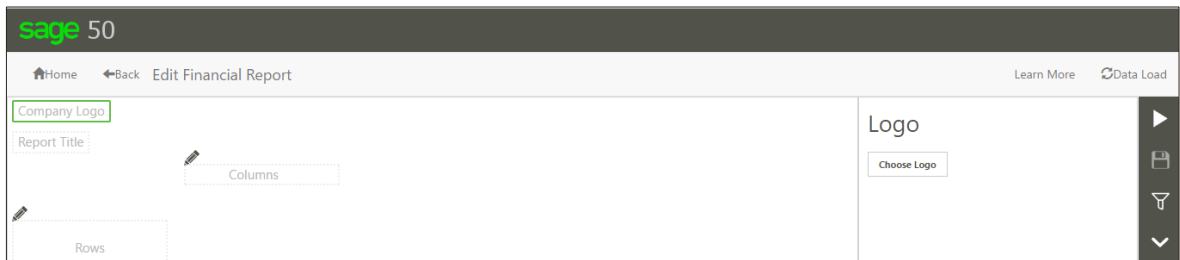 sage 50
Home Back Edit Financial Report Learn More Data Load
Company Logo
Report Title
Columns
Rows
Logo
Choose Logo